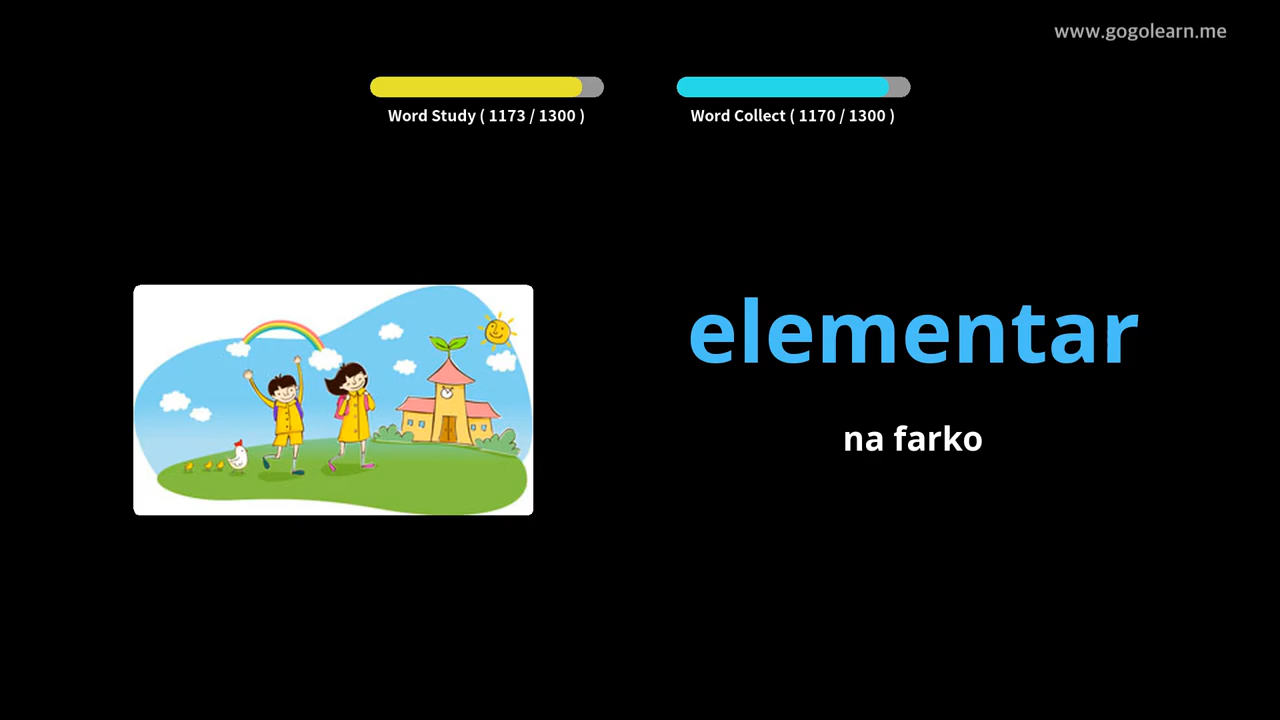 www.gogolearn.me
Word Study ( 1173 / 1300 )
Word Collect ( 1170 / 1300 )
elementar
na farko